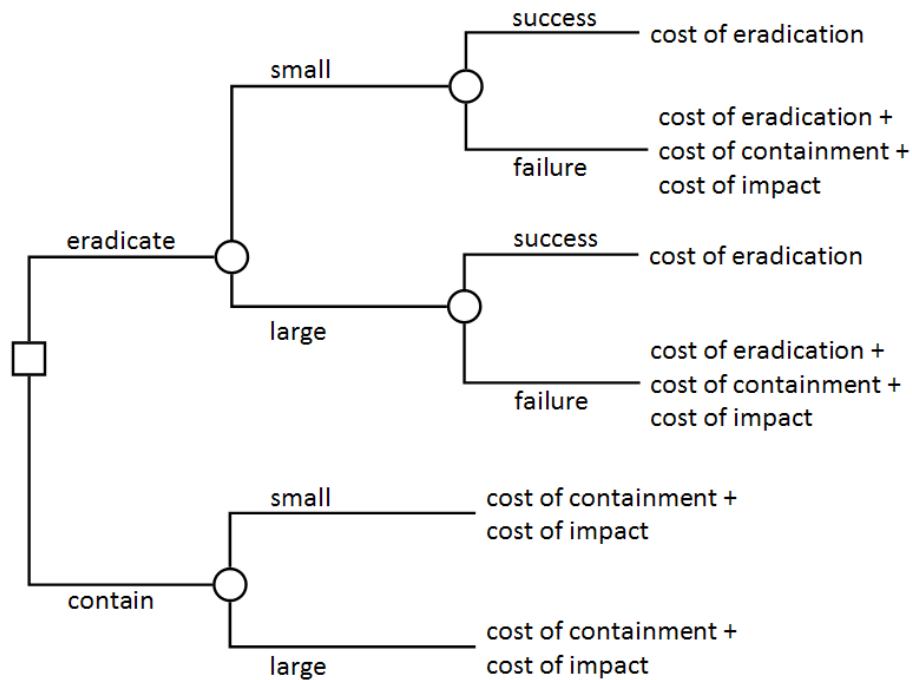 success
cost of eradication
small
cost of eradication +
cost of containment +
cost of impact
failure
eradicate
success
cost of eradication
large
cost of eradication +
cost of containment +
cost of impact
failure
small
cost of containment +
cost of impact
contain
cost of containment +
cost of impact
large